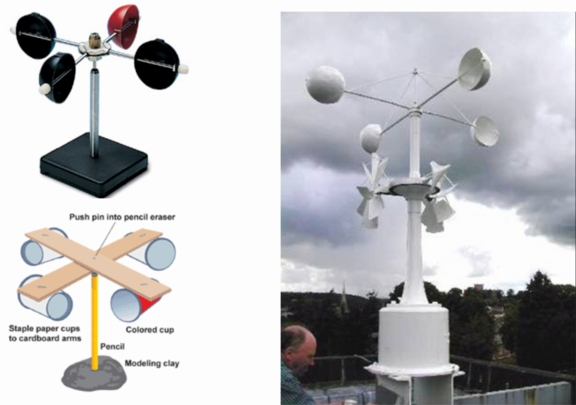 Push pin into pencil eraser
Staple paper cups
to cardboard arms
Colored cup
Pencil
Modeling clay